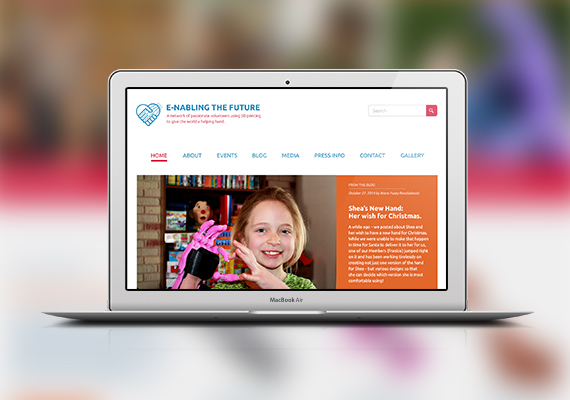 E-NABLING THE FUTURE
A network of passionate volunteers using 3D printing
to give the world a helping hand.
Search
HOME ABOUT EVENTS BLOG MEDIA PRESS INFO CONTACT GALLERY
FROM THE BLOG
Shea's New Hand:
Her wish for Christmas.
A while ago - we posted about Shea and
her wish to have a new hand for Christmas.
While we were unable to make that happen
in time for Santa to deliver it to her for us,
one of our Members (Frankie) jumped right
on it and has been working tirelessly on
creating not just one version of the hand
for Shea - but various designs so that
she can decide which version she is most
comfortable using!
MacBook Air